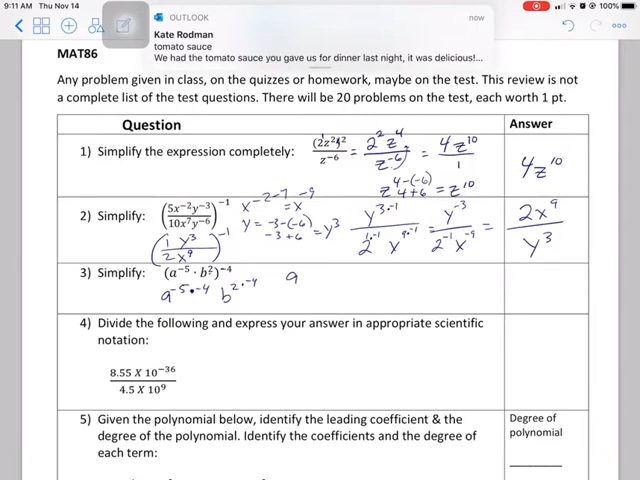 9:11 AM Thu Nov 14
100%
OUTLOOK
now
Kate Rodman
tomato sauce
We had the tomato sauce you gave us for dinner last night, it was delicious!...
MAT86
Any problem given in class, on the quizzes or homework, maybe on the test. This review is not
a complete list of the test questions. There will be 20 problems on the test, each worth 1 pt.
Question Answer
1) Simplify the expression completely: (2z²)²/z⁻⁶ = 2²z⁴/z⁻⁶ = 4z¹⁰/1
z⁴⁻⁽⁻⁶⁾
4+6 = z¹⁰
4z¹⁰
2) Simplify: (5x⁻²y⁻³/10x⁷y⁻⁶)⁻¹
x⁻²⁻⁷ = x⁻⁹
y = -3-(-6) = y³
-3+6
(1 y³/2 x⁹)⁻¹
y³·⁻¹/2¹·⁻¹ x⁹·⁻¹ = y⁻³/2⁻¹x⁻⁹ =
2x⁹/y³
3) Simplify: (a⁻⁵ · b²)⁻⁴
a⁻⁵·⁻⁴ b²·⁻⁴ a
4) Divide the following and express your answer in appropriate scientific
notation:
8.55 X 10⁻³⁶
4.5 X 10⁹
5) Given the polynomial below, identify the leading coefficient & the
degree of the polynomial. Identify the coefficients and the degree of
each term:
Degree of
polynomial